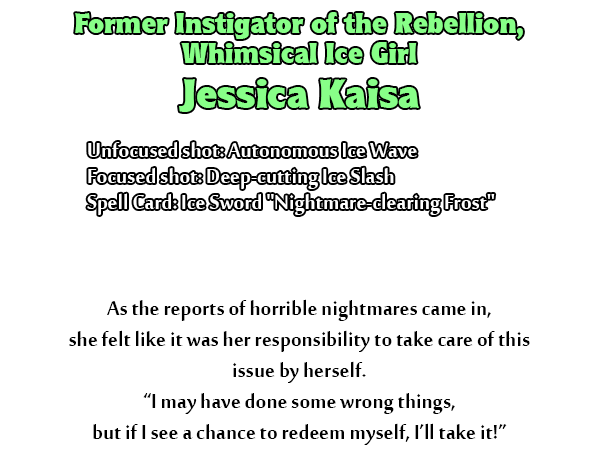 Former Instigator of the Rebellion,
Whimsical Ice Girl
Jessica Kaisa
Unfocused shot: Autonomous Ice Wave
Focused shot: Deep-cutting Ice Slash
Spell Card: Ice Sword "Nightmare-clearing Frost"
As the reports of horrible nightmares came in,
she felt like it was her responsibility to take care of this
issue by herself.
“I may have done some wrong things,
but if I see a chance to redeem myself, I’ll take it!”